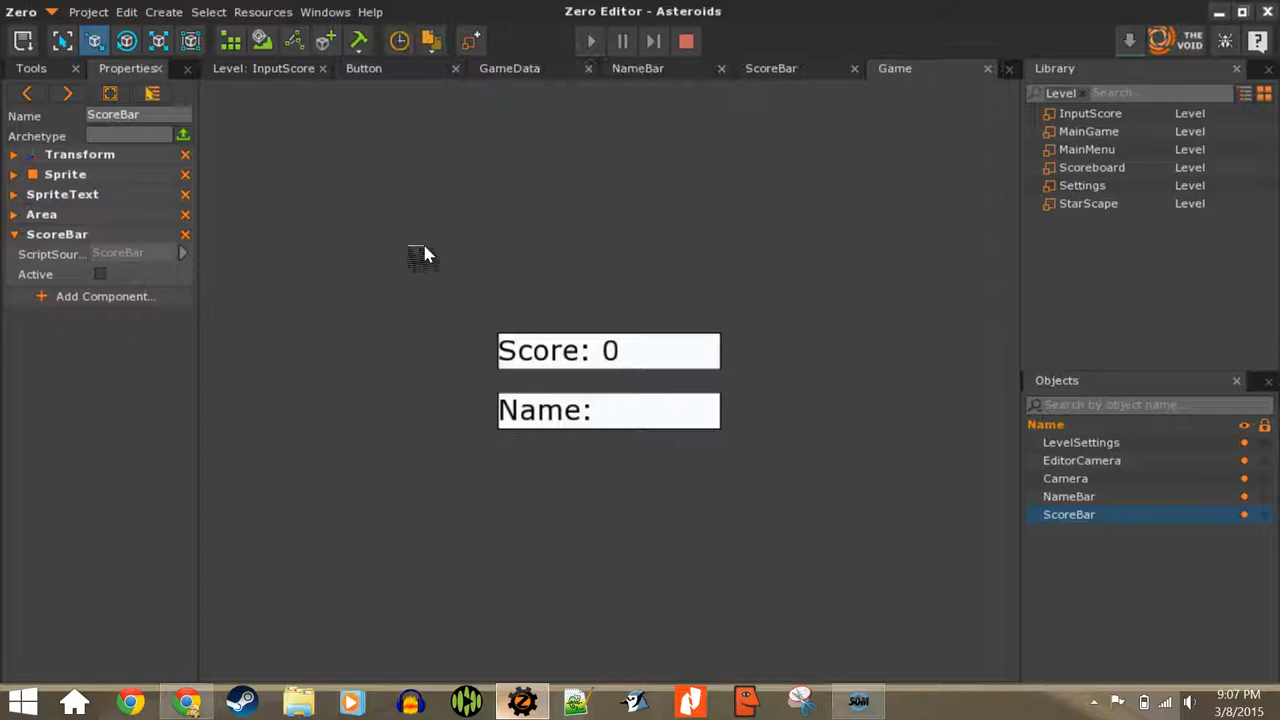 Zero Project Edit Create Select Resources Windows Help
Zero Editor - Asteroids
THE VOID
Tools
Properties
Level: InputScore
Button
GameData
NameBar
ScoreBar
Game
Name ScoreBar
Archetype
Transform
Sprite
SpriteText
Area
ScoreBar
ScriptSour... ScoreBar
Active
Add Component...
Score: 0
Name:
Library
Level Search...
InputScore Level
MainGame Level
MainMenu Level
Scoreboard Level
Settings Level
StarScape Level
Objects
Search by object name...
Name
LevelSettings
EditorCamera
Camera
NameBar
ScoreBar
9:07 PM
3/8/2015